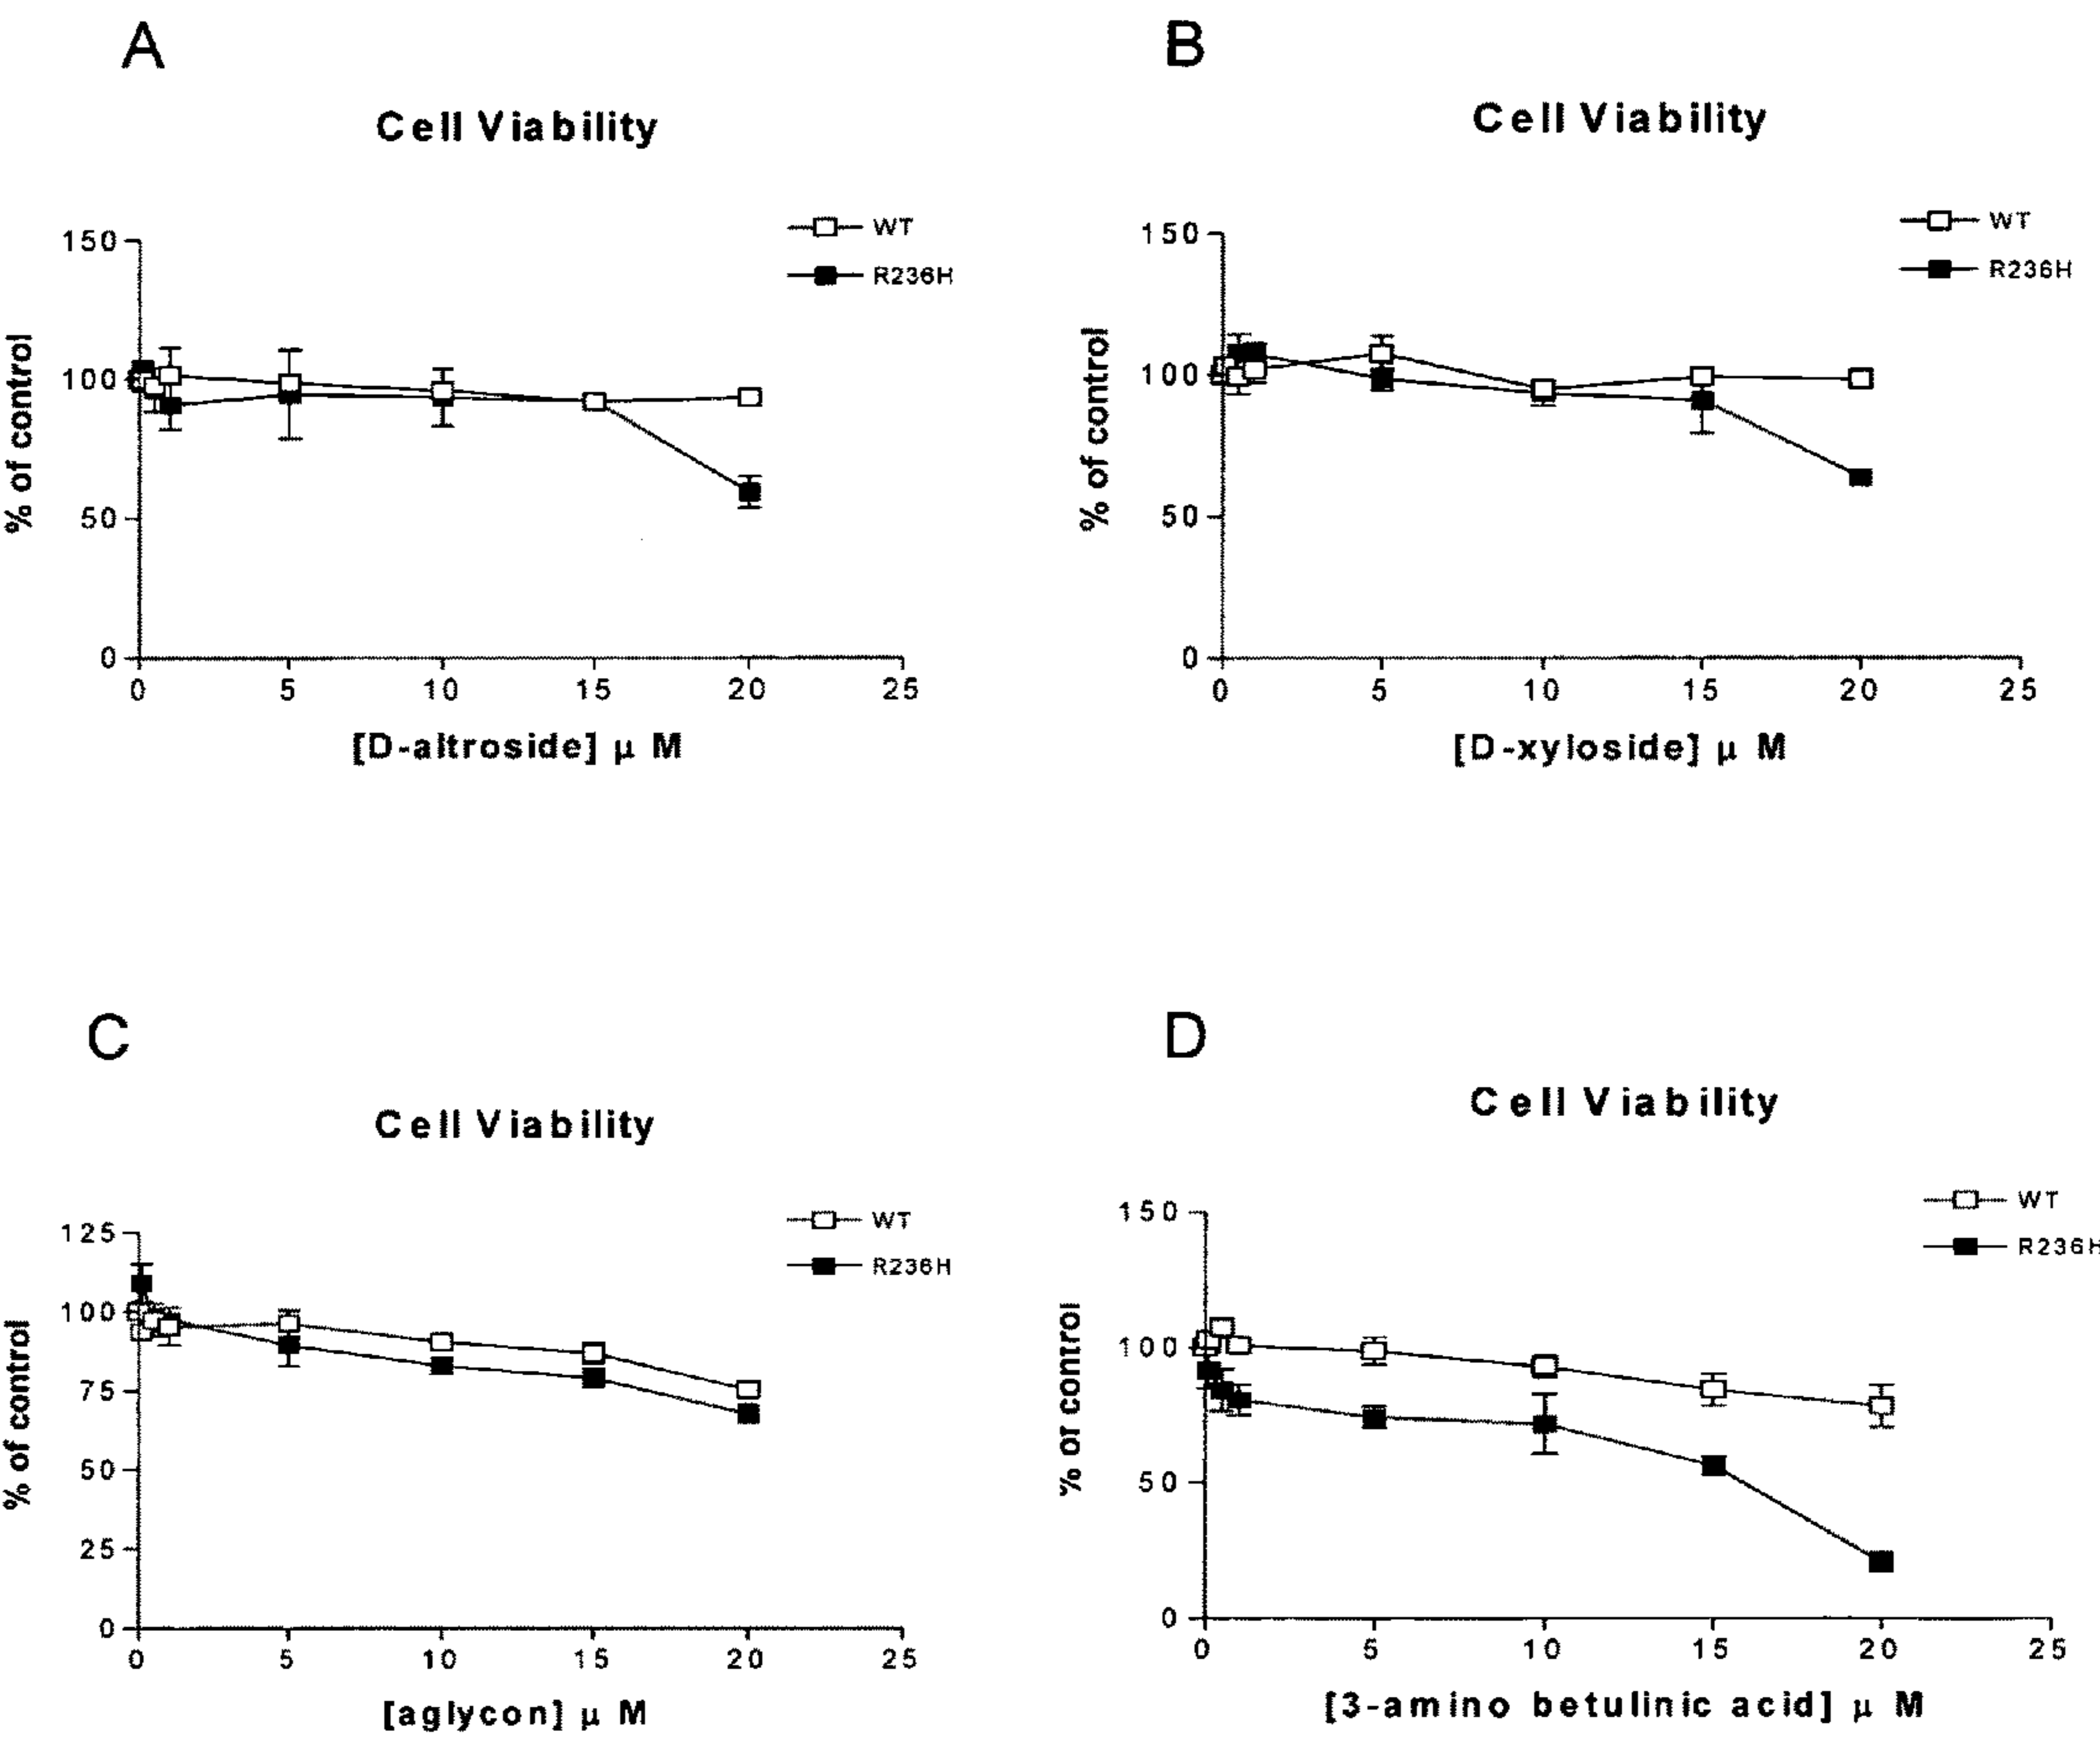 A
Cell Viability
WT
R236H
150
100
50
0
0 5 10 15 20 25
% of control
[D-altroside] μ M
B
Cell Viability
WT
R236H
150
100
50
0
0 5 10 15 20 25
% of control
[D-xyloside] μ M
C
Cell Viability
WT
R236H
125
100
75
50
25
0
0 5 10 15 20 25
% of control
[aglycon] μ M
D
Cell Viability
WT
R236H
150
100
50
0
0 5 10 15 20 25
% or control
[3-amino betulinic acid] μ M